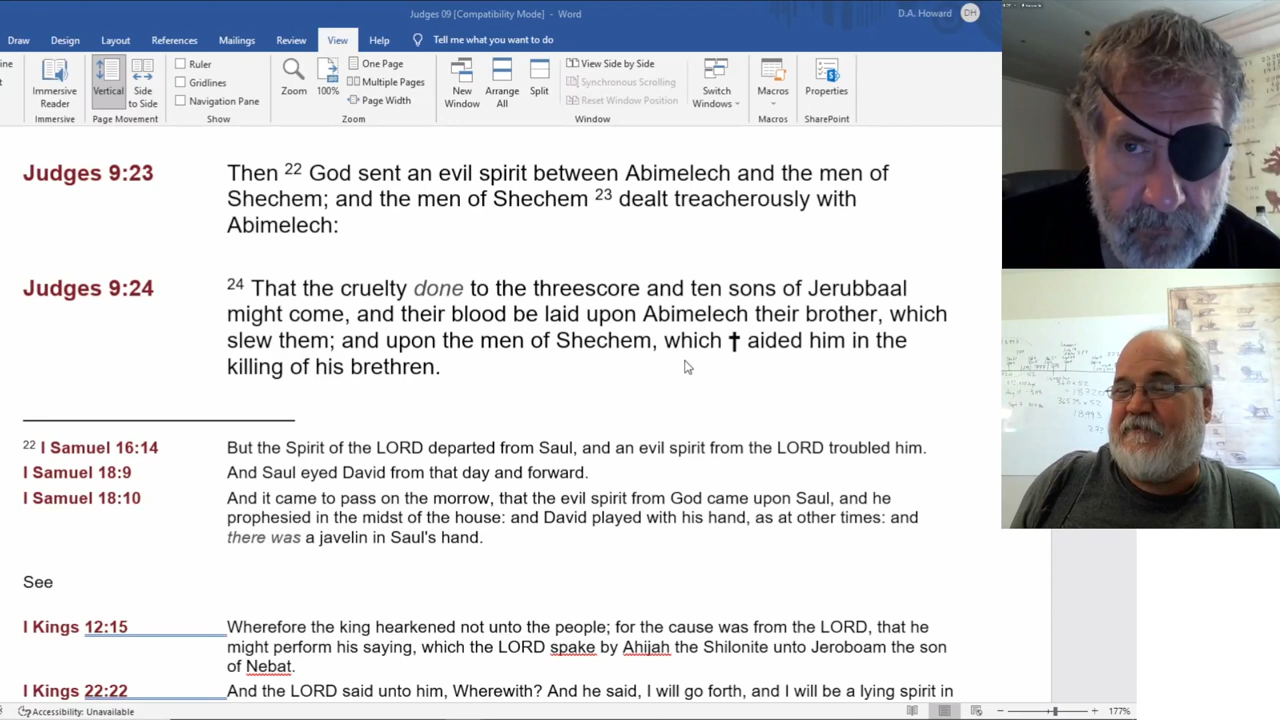 Judges 09 [Compatibility Mode] - Word
D.A. Howard DH
Draw Design Layout References Mailings Review View Help Tell me what you want to do
Immersive Reader
Vertical
Side to Side
Ruler
Gridlines
Navigation Pane
Zoom
100%
One Page
Multiple Pages
Page Width
New Window
Arrange All
Split
View Side by Side
Synchronous Scrolling
Reset Window Position
Switch Windows
Macros
Properties
Immersive Page Movement Show Zoom Window Macros SharePoint
Judges 9:23 Then 22 God sent an evil spirit between Abimelech and the men of
Shechem; and the men of Shechem 23 dealt treacherously with
Abimelech:
Judges 9:24 24 That the cruelty done to the threescore and ten sons of Jerubbaal
might come, and their blood be laid upon Abimelech their brother, which
slew them; and upon the men of Shechem, which ✝ aided him in the
killing of his brethren.
22 I Samuel 16:14 But the Spirit of the LORD departed from Saul, and an evil spirit from the LORD troubled him.
I Samuel 18:9 And Saul eyed David from that day and forward.
I Samuel 18:10 And it came to pass on the morrow, that the evil spirit from God came upon Saul, and he
prophesied in the midst of the house: and David played with his hand, as at other times: and
there was a javelin in Saul's hand.
See
I Kings 12:15 Wherefore the king hearkened not unto the people; for the cause was from the LORD, that he
might perform his saying, which the LORD spake by Ahijah the Shilonite unto Jeroboam the son
of Nebat.
I Kings 22:22 And the LORD said unto him, Wherewith? And he said, I will go forth, and I will be a lying spirit in
Accessibility: Unavailable
177%